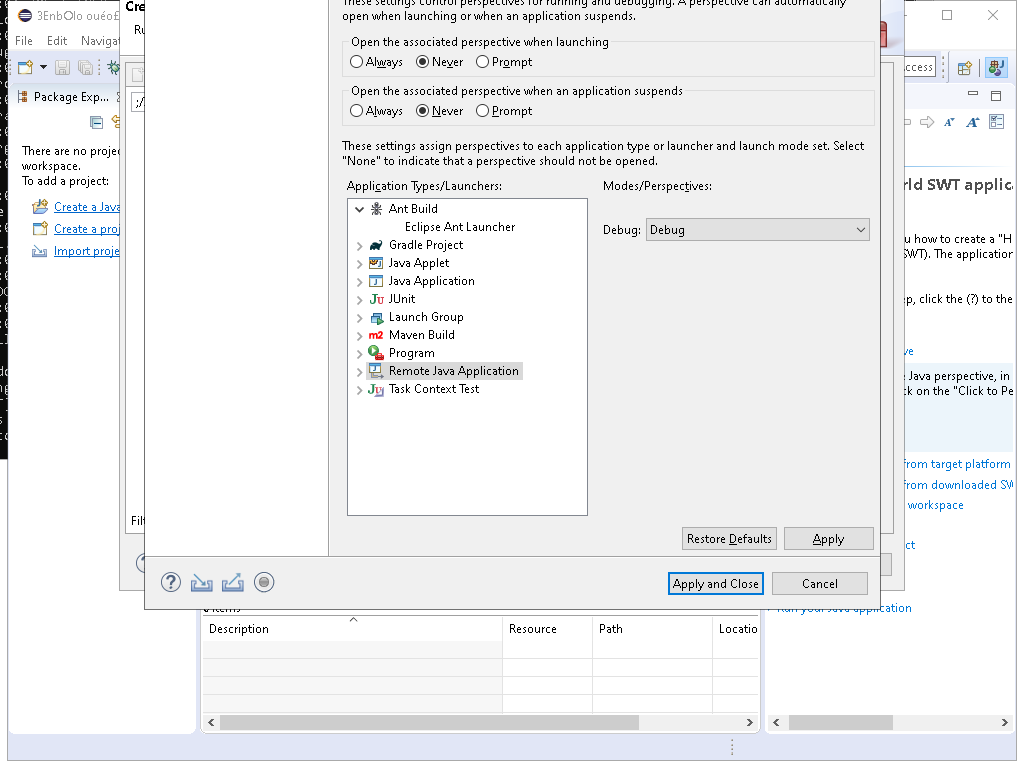 3EnbOlo ouéof
Cre
These settings control perspectives for running and debugging. A perspective can automatically
open when launching or when an application suspends.
File Edit Navigat
Ru
Open the associated perspective when launching
Always Never Prompt
ccess
Open the associated perspective when an application suspends
Package Exp...
Always Never Prompt
There are no proje
workspace.
To add a project:
These settings assign perspectives to each application type or launcher and launch mode set. Select
"None" to indicate that a perspective should not be opened.
Create a Java
Create a proj
Import proje
Application Types/Launchers:
Modes/Perspectives:
rld SWT applic
Ant Build
Eclipse Ant Launcher
Gradle Project
Java Applet
Java Application
JUnit
Launch Group
Maven Build
Program
Remote Java Application
Task Context Test
Debug: Debug
u how to create a "H
SWT). The application
ep, click the (?) to the
ve
e Java perspective, in
ck on the "Click to Pe
from target platform
from downloaded SW
workspace
ct
Filt
Restore Defaults Apply
Apply and Close Cancel
Run your Java application
0 items
Description Resource Path Locatio